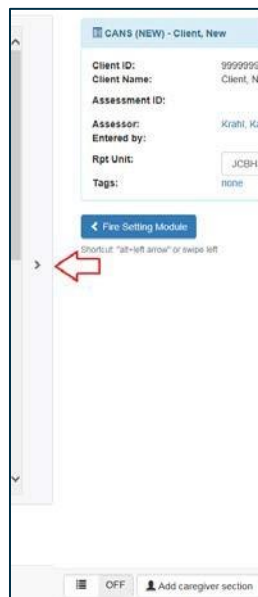 CANS (NEW) - Client, New
Client ID: 9999999
Client Name: Client, N
Assessment ID:
Assessor: Krahl, Ka
Entered by:
Rpt Unit: JCBH
Tags: none
Fire Setting Module
Shortcut: "alt+left arrow" or swipe left
OFF Add caregiver section